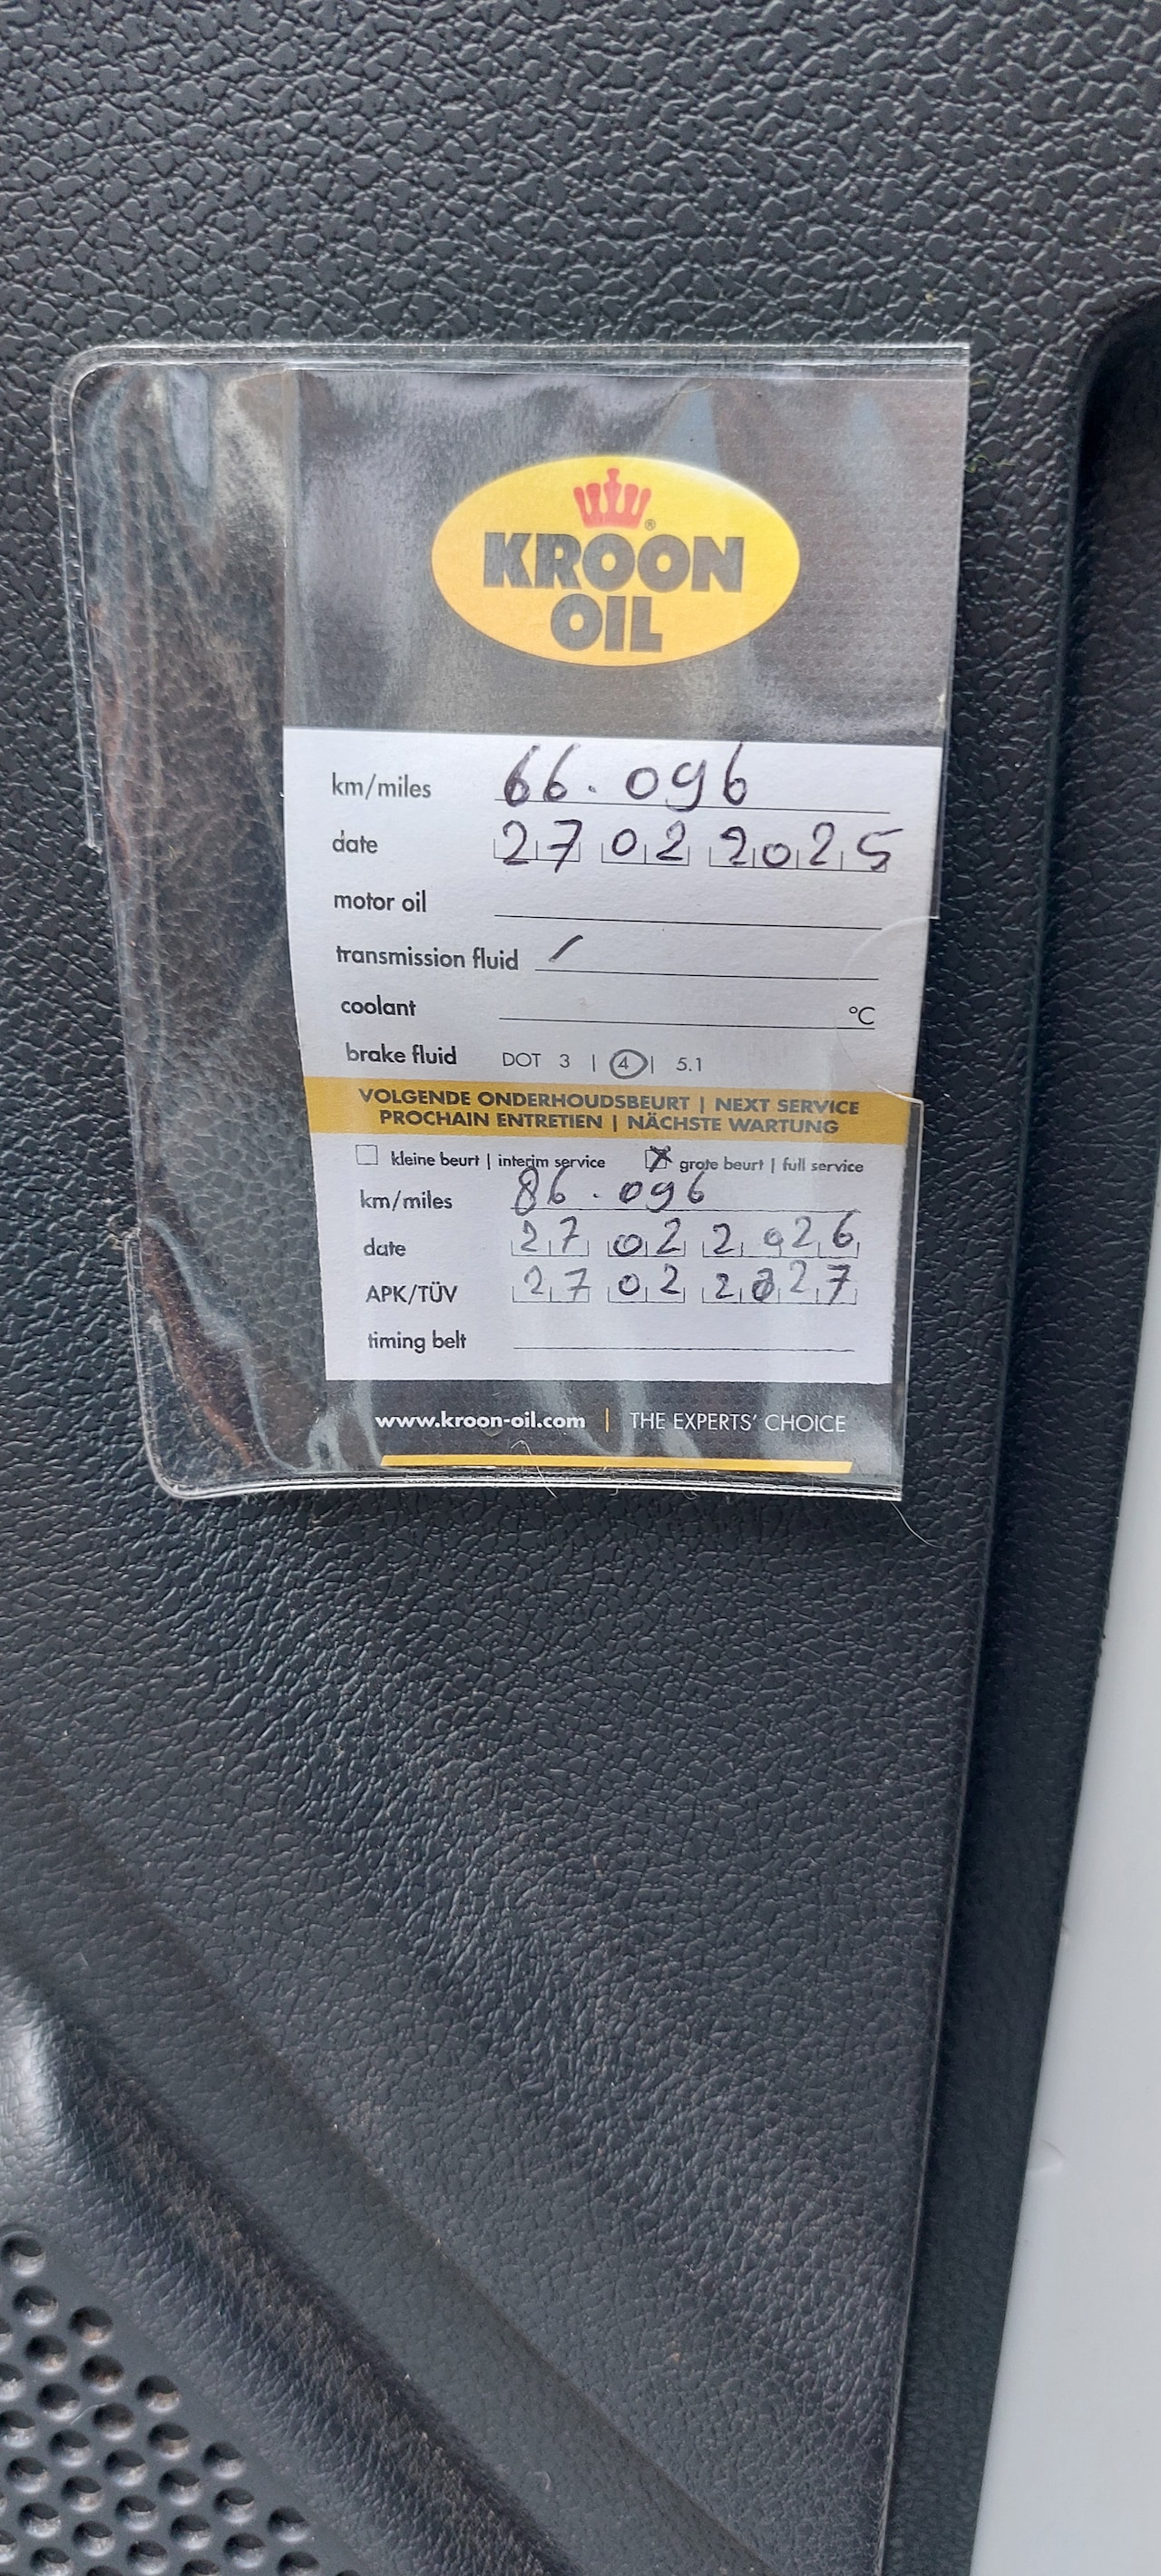 KROON
OIL
®
km/miles 66.096
date 27 02 2025
motor oil
transmission fluid /
coolant °C
brake fluid DOT 3 | 4 | 5.1
VOLGENDE ONDERHOUDSBEURT | NEXT SERVICE
PROCHAIN ENTRETIEN | NÄCHSTE WARTUNG
kleine beurt | interim service X grote beurt | full service
km/miles 86.096
date 27 02 2026
APK/TÜV 27 02 2027
timing belt
www.kroon-oil.com | THE EXPERTS' CHOICE